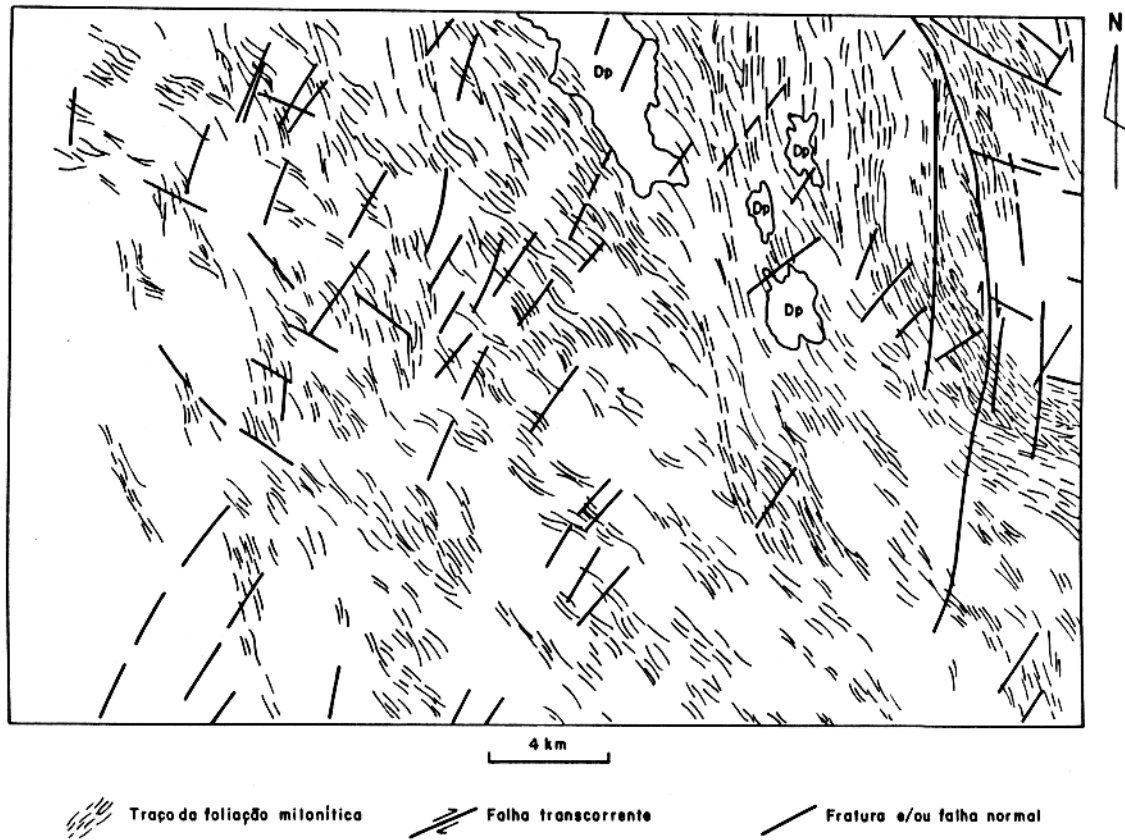 N
Dp
Dp
Dp
Dp
4 km
Traço da foliação milonítica
Falha transcorrente
Fratura e/ou falha normal